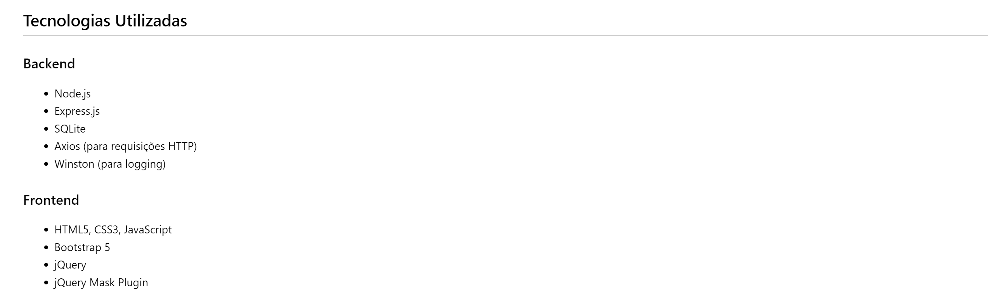 Tecnologias Utilizadas
Backend
• Node.js
• Express.js
• SQLite
• Axios (para requisições HTTP)
• Winston (para logging)
Frontend
• HTML5, CSS3, JavaScript
• Bootstrap 5
• jQuery
• jQuery Mask Plugin